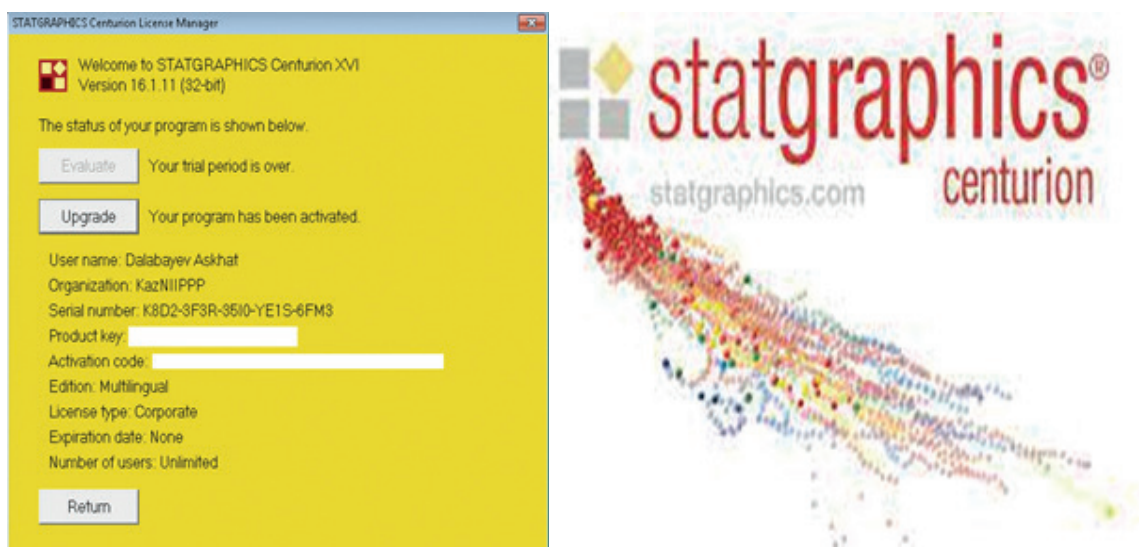 STATGRAPHICS Centurion License Manager
Welcome to STATGRAPHICS Centurion XVI
Version 16.1.11 (32-bit)
The status of your program is shown below.
Evaluate Your trial period is over.
Upgrade Your program has been activated.
User name: Dalabayev Askhat
Organization: KazNIIPPP
Serial number: K8D2-3F3R-35I0-YE1S-6FM3
Product key:
Activation code:
Edition: Multilingual
License type: Corporate
Expiration date: None
Number of users: Unlimited
Return
statgraphics®
centurion
statgraphics.com